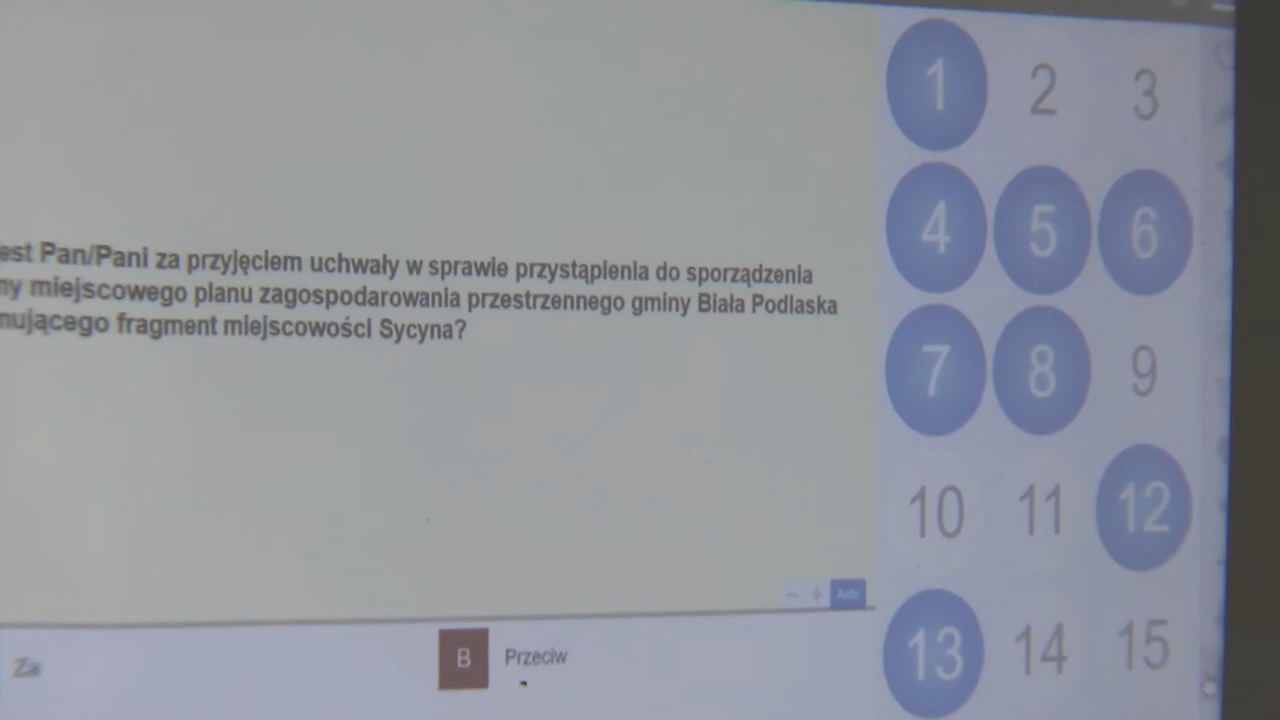 est Pan/Pani za przyjęciem uchwały w sprawie przystąpienia do sporządzenia
ny miejscowego planu zagospodarowania przestrzennego gminy Biała Podlaska
mującego fragment miejscowości Sycyna?
1 2 3
4 5 6
7 8 9
10 11 12
13 14 15
− + Auto
Za
B Przeciw